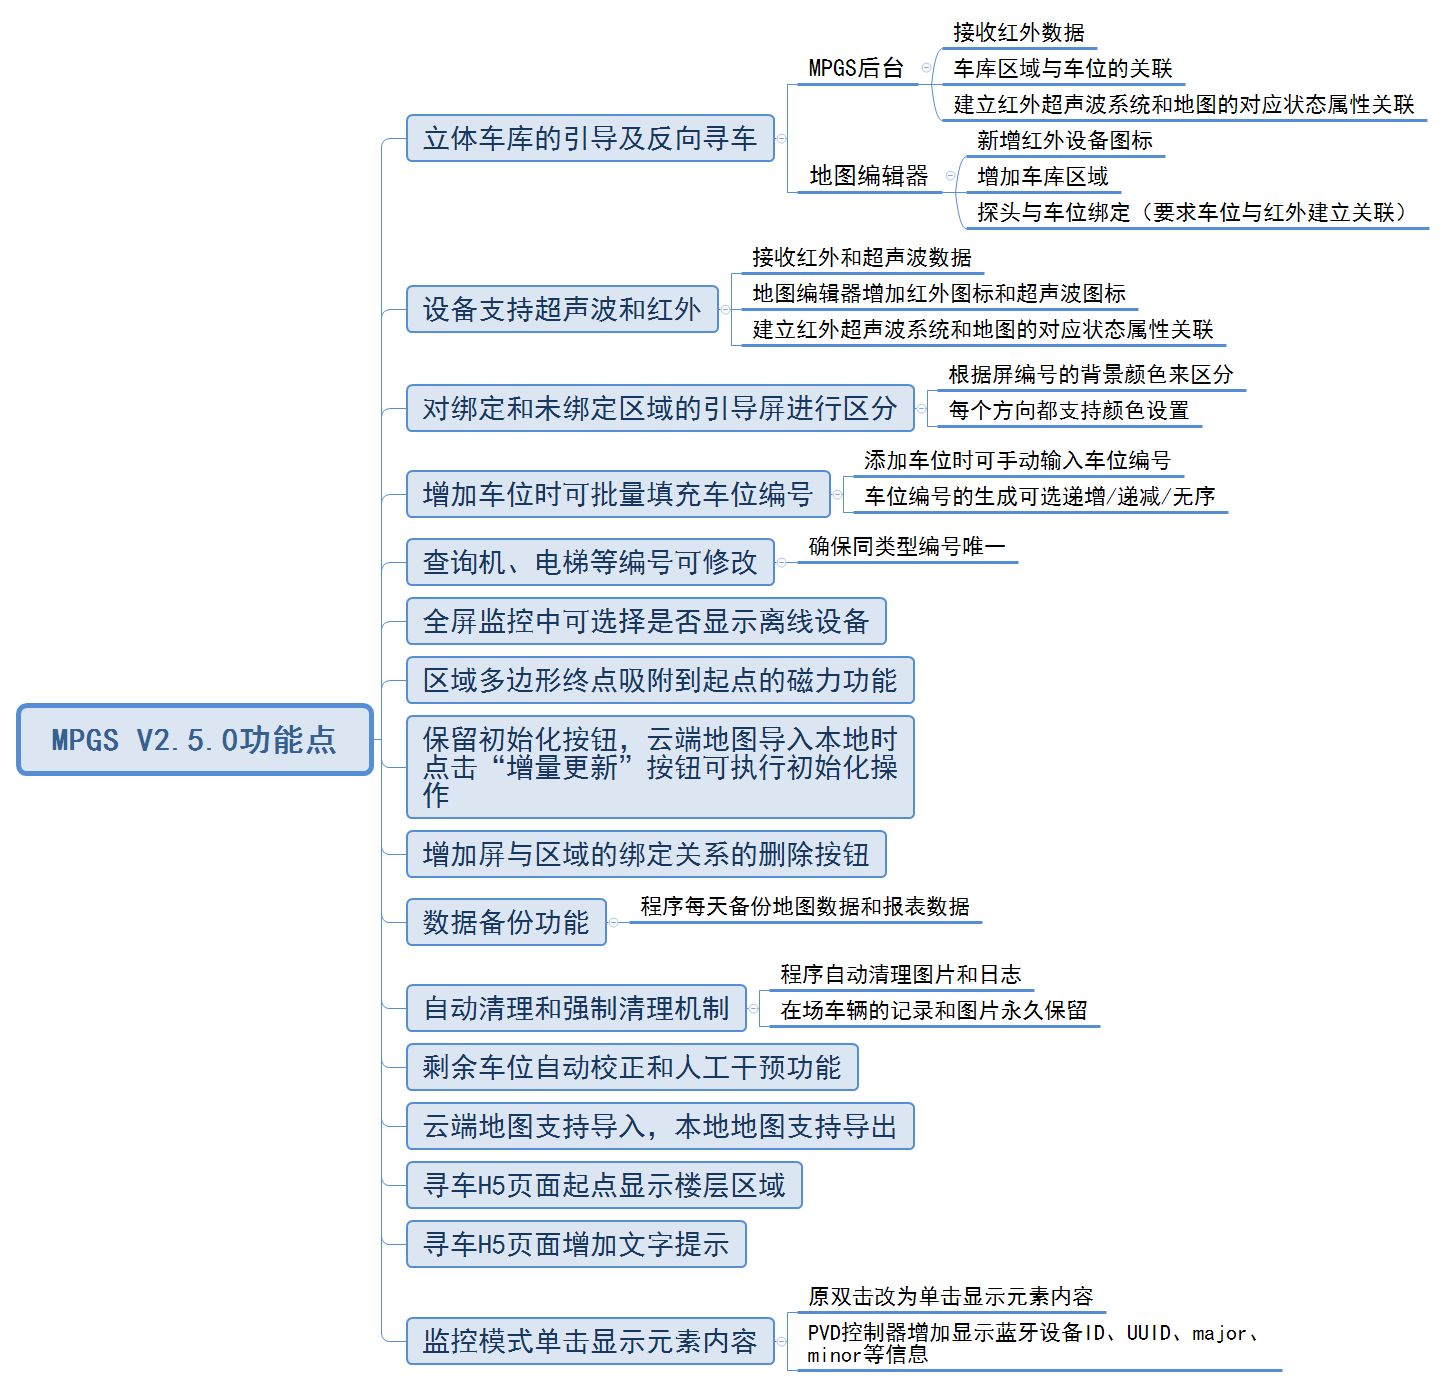 MPGS V2.5.0功能点
立体车库的引导及反向寻车
MPGS后台
接收红外数据
车库区域与车位的关联
建立红外超声波系统和地图的对应状态属性关联
地图编辑器
新增红外设备图标
增加车库区域
探头与车位绑定（要求车位与红外建立关联）
设备支持超声波和红外
接收红外和超声波数据
地图编辑器增加红外图标和超声波图标
建立红外超声波系统和地图的对应状态属性关联
对绑定和未绑定区域的引导屏进行区分
根据屏编号的背景颜色来区分
每个方向都支持颜色设置
增加车位时可批量填充车位编号
添加车位时可手动输入车位编号
车位编号的生成可选递增/递减/无序
查询机、电梯等编号可修改
确保同类型编号唯一
全屏监控中可选择是否显示离线设备
区域多边形终点吸附到起点的磁力功能
保留初始化按钮，云端地图导入本地时
点击“增量更新”按钮可执行初始化操
作
增加屏与区域的绑定关系的删除按钮
数据备份功能
程序每天备份地图数据和报表数据
自动清理和强制清理机制
程序自动清理图片和日志
在场车辆的记录和图片永久保留
剩余车位自动校正和人工干预功能
云端地图支持导入，本地地图支持导出
寻车H5页面起点显示楼层区域
寻车H5页面增加文字提示
监控模式单击显示元素内容
原双击改为单击显示元素内容
PVD控制器增加显示蓝牙设备ID、UUID、major、
minor等信息